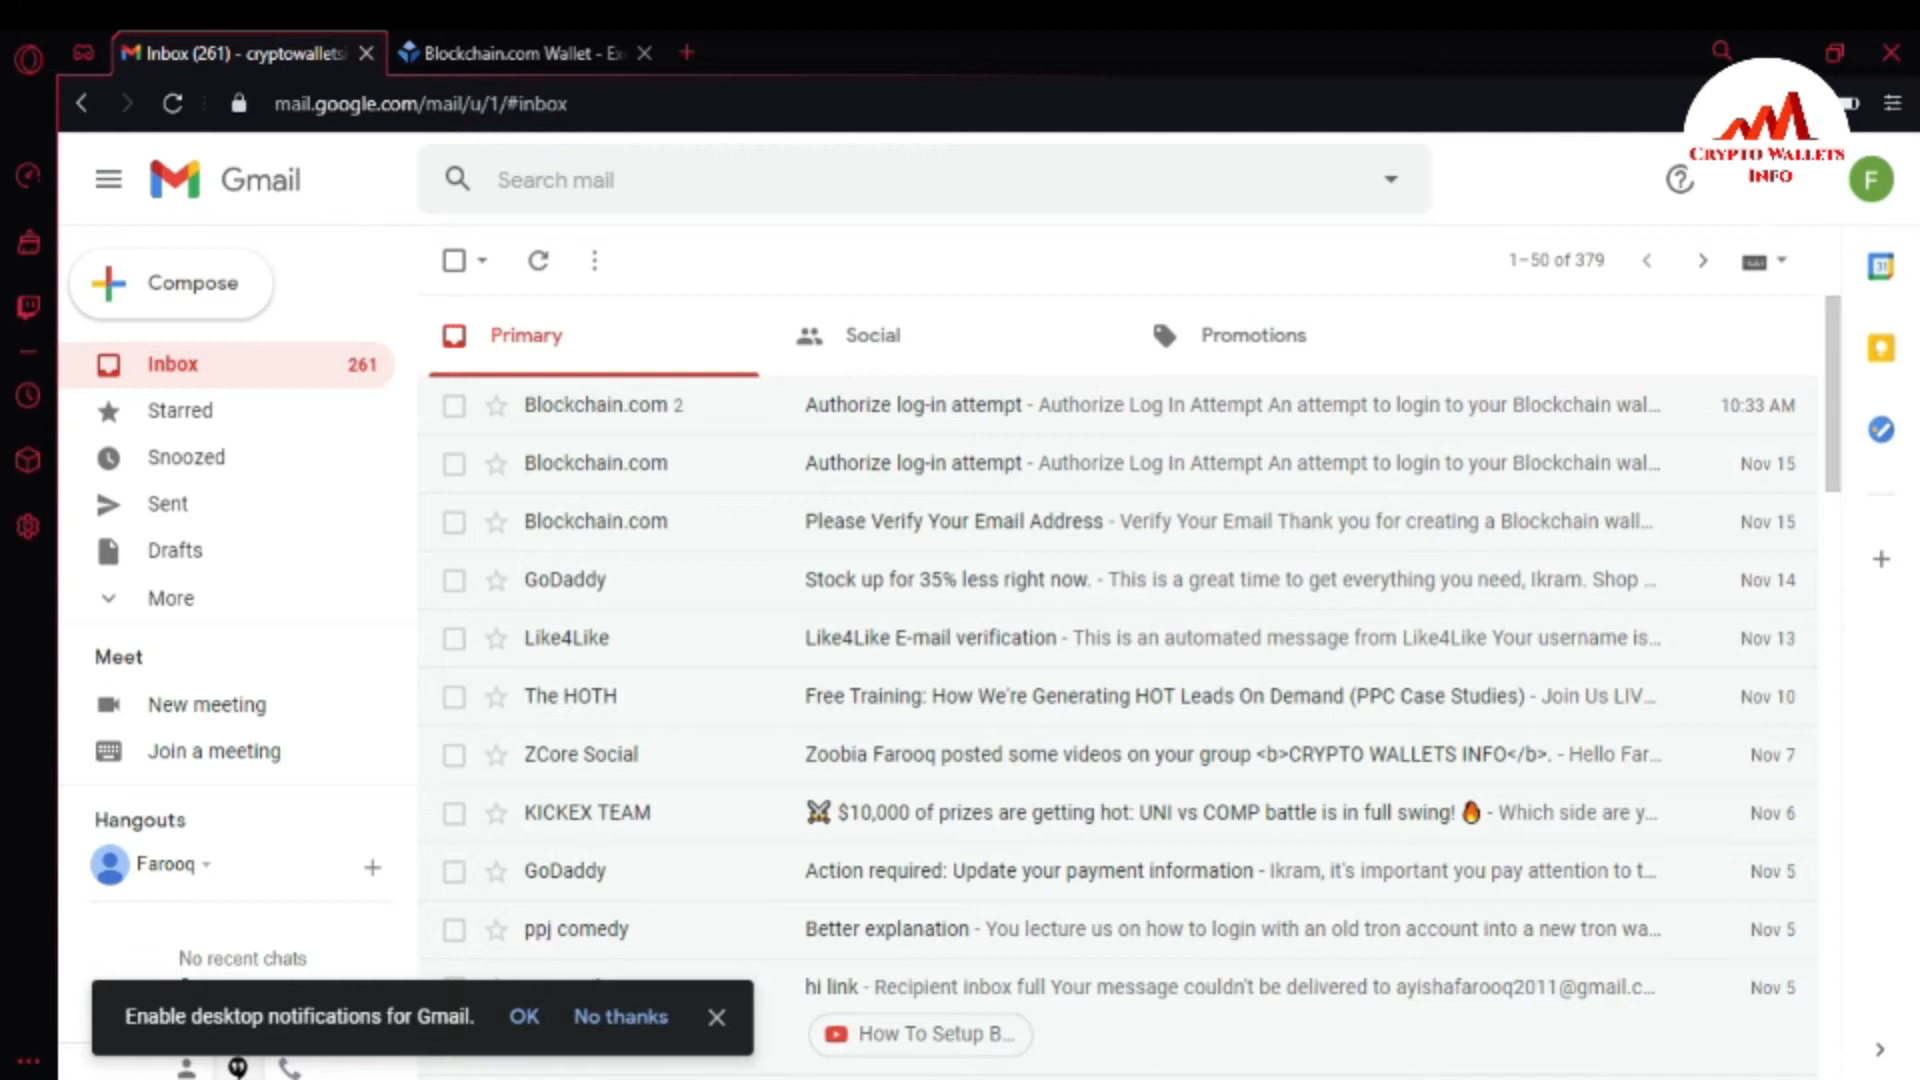 Inbox (261) - cryptowallets
Blockchain.com Wallet - Ex
mail.google.com/mail/u/1/#inbox
CRYPTO WALLETS
INFO
Gmail
Search mail
F
Compose
1–50 of 379
31
Primary
Social
Promotions
Inbox 261
Starred
Snoozed
Sent
Drafts
More
Meet
New meeting
Join a meeting
Hangouts
Farooq
No recent chats
Blockchain.com 2 Authorize log-in attempt - Authorize Log In Attempt An attempt to login to your Blockchain wal... 10:33 AM
Blockchain.com Authorize log-in attempt - Authorize Log In Attempt An attempt to login to your Blockchain wal... Nov 15
Blockchain.com Please Verify Your Email Address - Verify Your Email Thank you for creating a Blockchain wall... Nov 15
GoDaddy Stock up for 35% less right now. - This is a great time to get everything you need, Ikram. Shop ... Nov 14
Like4Like Like4Like E-mail verification - This is an automated message from Like4Like Your username is... Nov 13
The HOTH Free Training: How We're Generating HOT Leads On Demand (PPC Case Studies) - Join Us LIV... Nov 10
ZCore Social Zoobia Farooq posted some videos on your group <b>CRYPTO WALLETS INFO</b>. - Hello Far... Nov 7
KICKEX TEAM ⚔️ $10,000 of prizes are getting hot: UNI vs COMP battle is in full swing! 🔥 - Which side are y... Nov 6
GoDaddy Action required: Update your payment information - Ikram, it's important you pay attention to t... Nov 5
ppj comedy Better explanation - You lecture us on how to login with an old tron account into a new tron wa... Nov 5
hi link - Recipient inbox full Your message couldn't be delivered to ayishafarooq2011@gmail.c... Nov 5
How To Setup B...
Enable desktop notifications for Gmail. OK No thanks